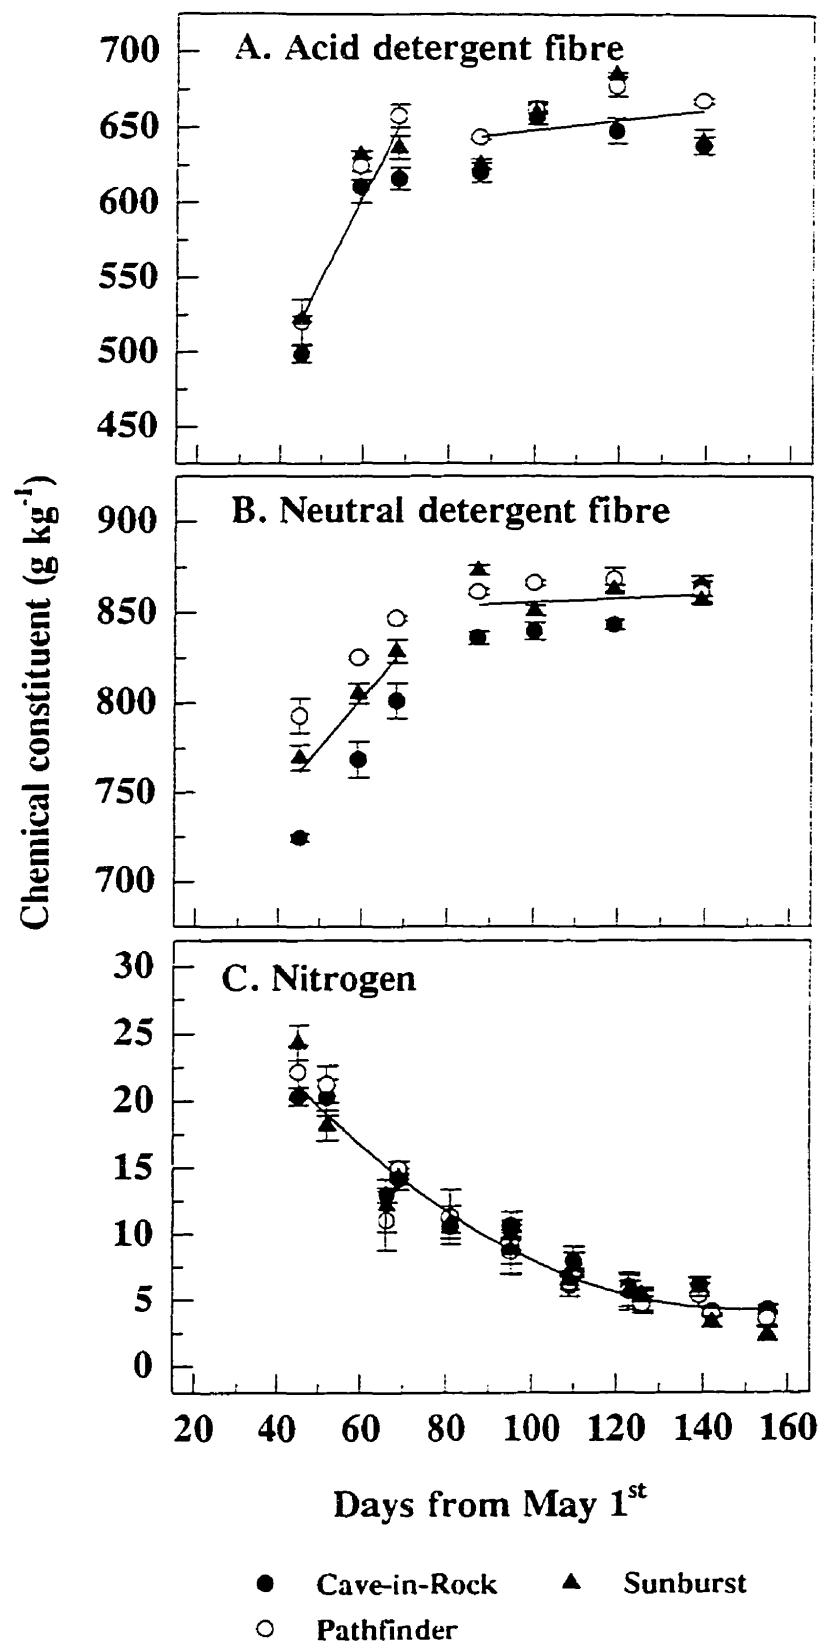 A. Acid detergent fibre
700
650
600
550
500
450
B. Neutral detergent fibre
900
850
800
750
700
C. Nitrogen
30
25
20
15
10
5
0
Chemical constituent (g kg⁻¹)
20 40 60 80 100 120 140 160
Days from May 1ˢᵗ
Cave-in-Rock Sunburst
Pathfinder